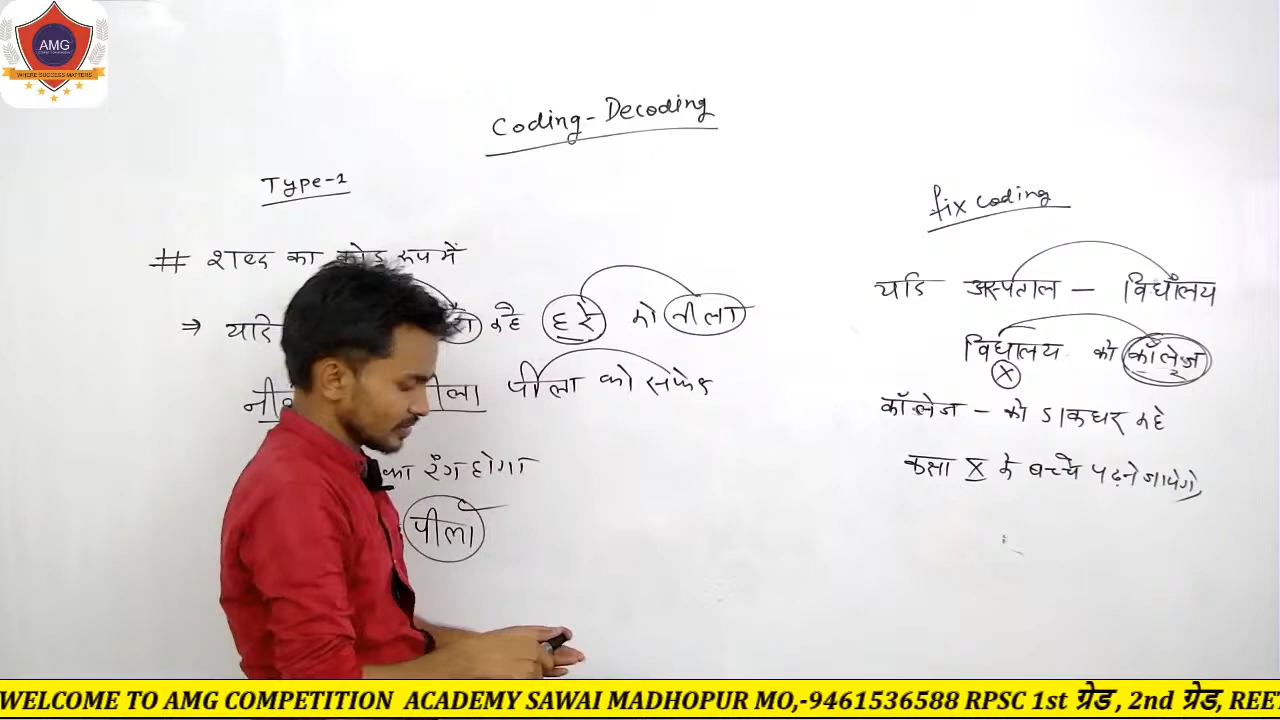 AMG
WHERE SUCCESS MATTERS
Coding-Decoding
Type-1
# शब्द का कोड रूप में
⇒ यदि कहे हरे को नीला
पीला को सफेद
का रंग होगा
पीला
fix coding
यदि अस्पताल - विद्यालय
विद्यालय को कॉलेज
X
कॉलेज - को डाकघर कहे
कक्षा X के बच्चे पढ़ने जायेगे
WELCOME TO AMG COMPETITION ACADEMY SAWAI MADHOPUR MO,-9461536588 RPSC 1st ग्रेड , 2nd ग्रेड, REET